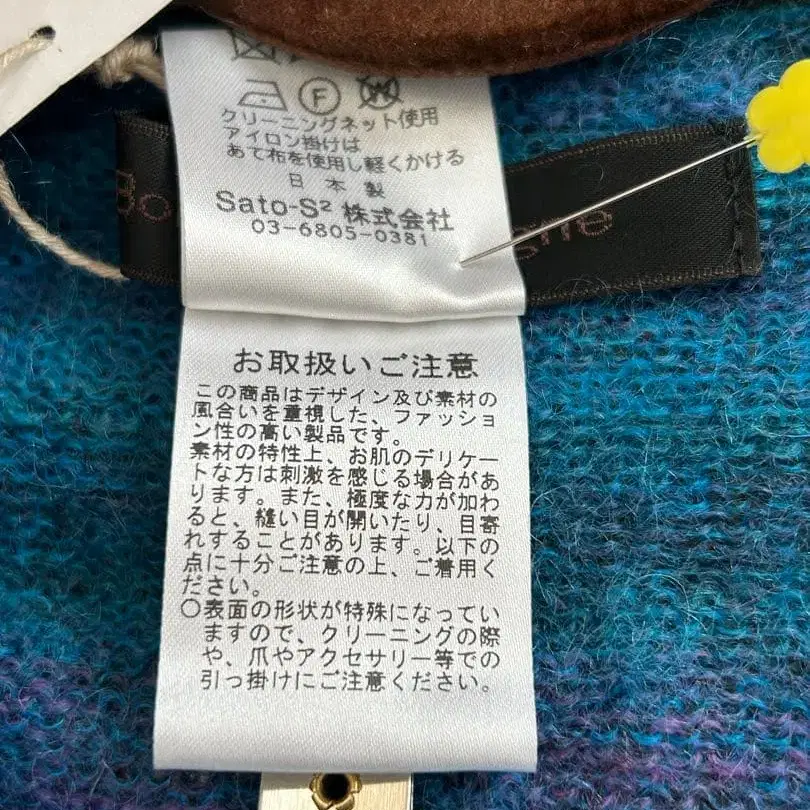 F
W
クリーニングネット使用
アイロン掛けは
あて布を使用し軽くかける
日本製
Sato-S² 株式会社
03-6805-0381
お取扱いご注意
この商品はデザイン及び素材の
風合いを重視した、ファッショ
ン性の高い製品です。
素材の特性上、お肌のデリケー
トな方は刺激を感じる場合があ
ります。また、極度な力が加わ
ると、縫い目が開いたり、目寄
れすることがあります。以下の
点に十分ご注意の上、ご着用く
ださい。
○表面の形状が特殊になってい
ますので、クリーニングの際
や、爪やアクセサリー等での
引っ掛けにご注意ください。